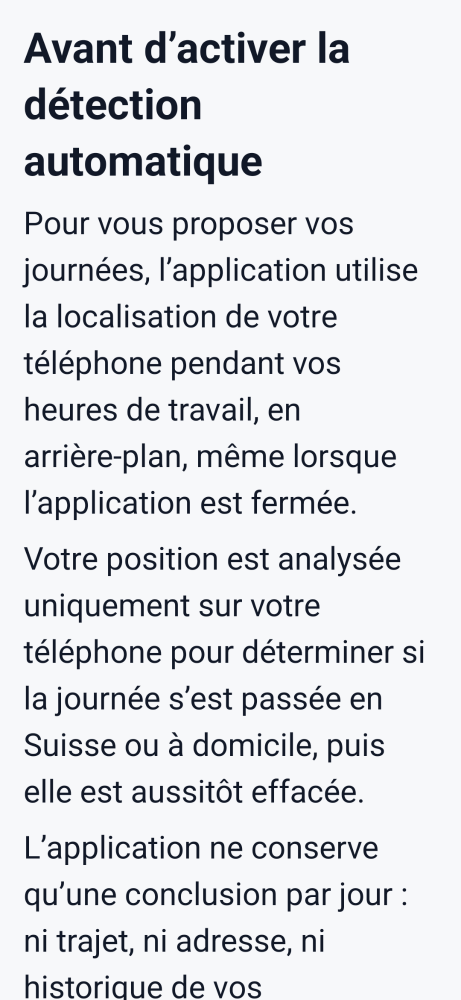 Avant d’activer la
détection
automatique
Pour vous proposer vos
journées, l’application utilise
la localisation de votre
téléphone pendant vos
heures de travail, en
arrière-plan, même lorsque
l’application est fermée.
Votre position est analysée
uniquement sur votre
téléphone pour déterminer si
la journée s’est passée en
Suisse ou à domicile, puis
elle est aussitôt effacée.
L’application ne conserve
qu’une conclusion par jour :
ni trajet, ni adresse, ni
historique de vos